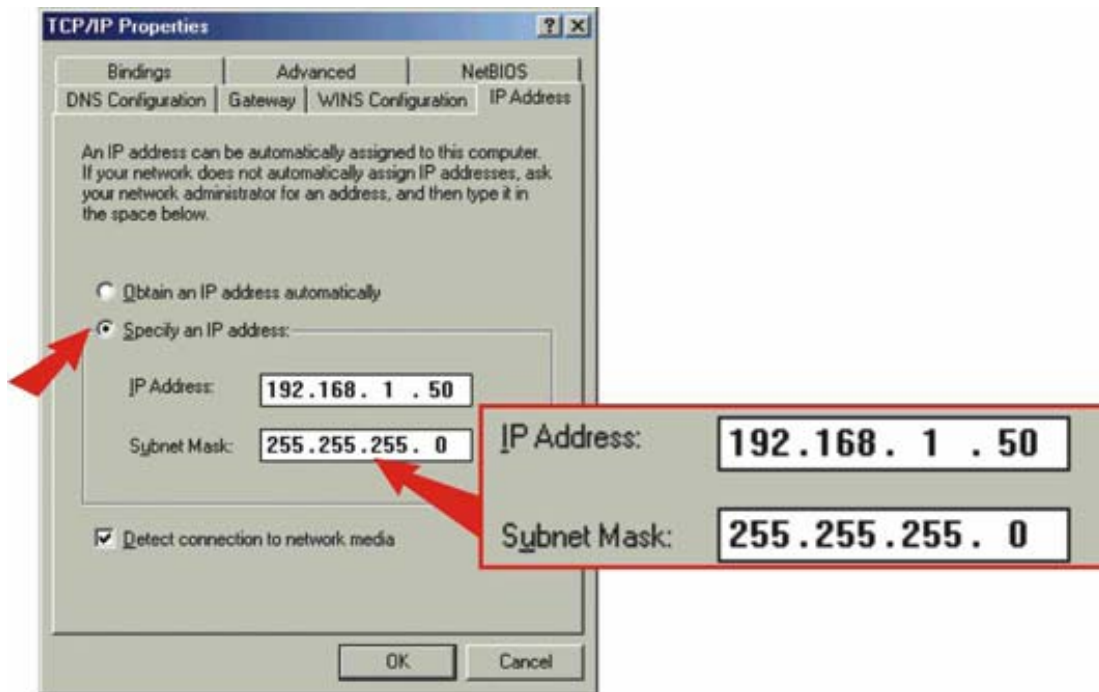 TCP/IP Properties
Bindings Advanced NetBIOS
DNS Configuration Gateway WINS Configuration IP Address
An IP address can be automatically assigned to this computer.
If your network does not automatically assign IP addresses, ask
your network administrator for an address, and then type it in
the space below.
Obtain an IP address automatically
Specify an IP address:
IP Address: 192.168. 1 . 50
Subnet Mask: 255.255.255. 0
Detect connection to network media
OK Cancel
IP Address: 192.168. 1 . 50
Subnet Mask: 255.255.255. 0